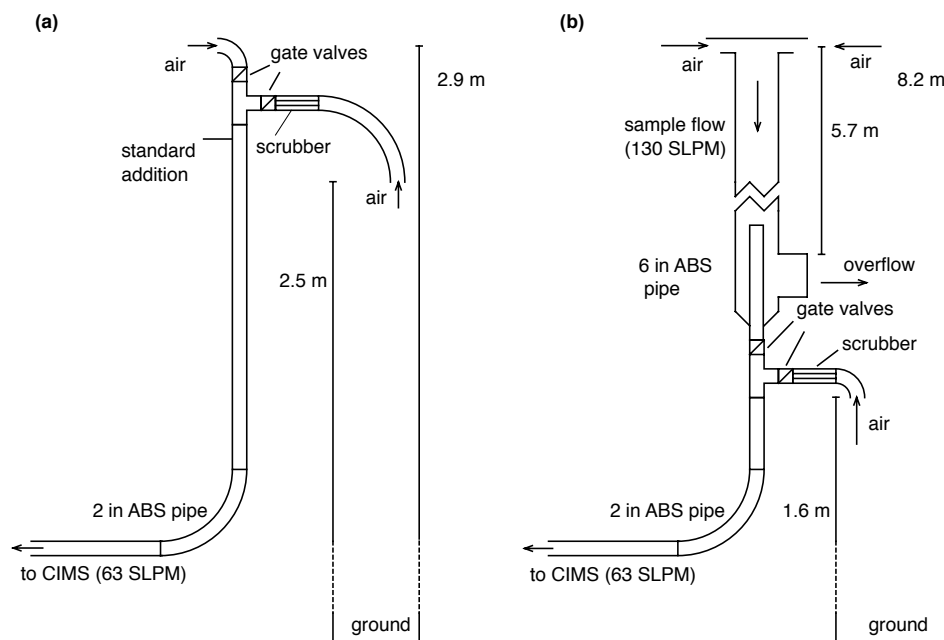 (a)
gate valves
air
2.9 m
scrubber
standard
addition
air
2.5 m
2 in ABS pipe
to CIMS (63 SLPM)
ground
(b)
air
air
8.2 m
sample flow
(130 SLPM)
5.7 m
6 in ABS
pipe
overflow
gate valves
scrubber
air
2 in ABS pipe
1.6 m
to CIMS (63 SLPM)
ground